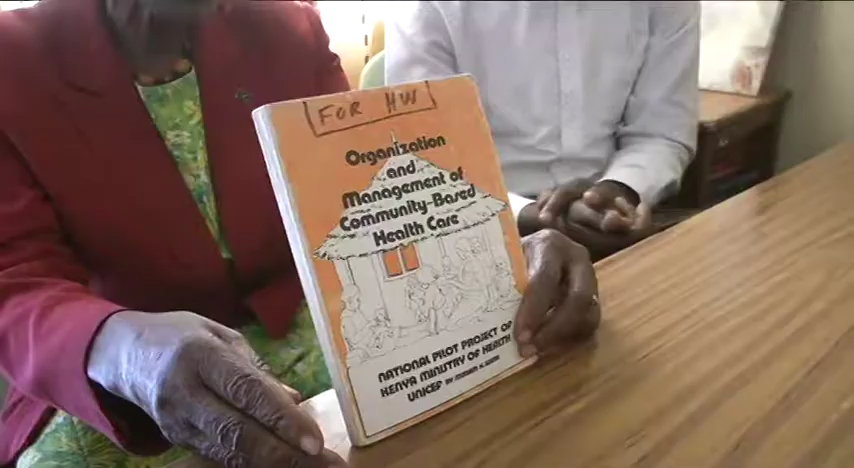 FOR HW
Organization
and
Management of
Community-Based
Health Care
NATIONAL PILOT PROJECT OF
KENYA MINISTRY OF HEALTH
UNICEF